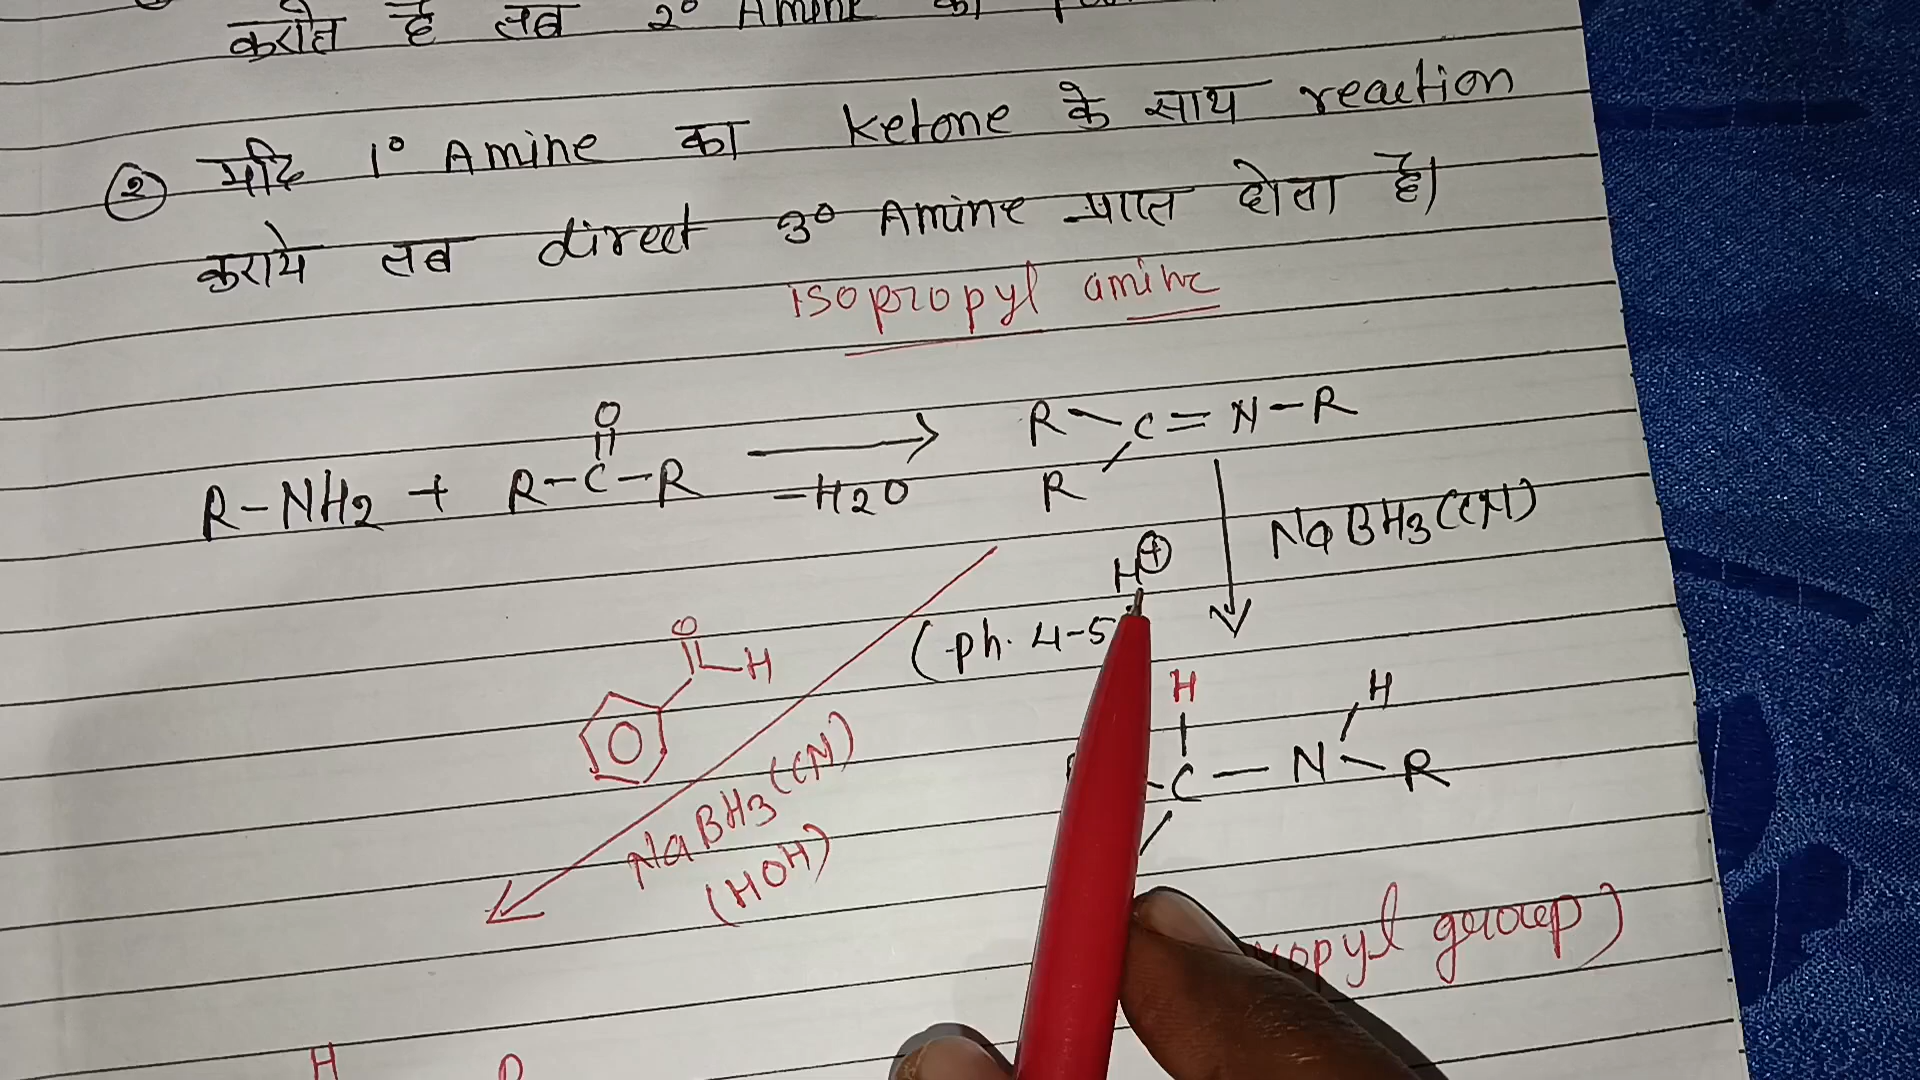 कराते है तब 2° Amine का
② यदि 1° Amine का ketone के साथ reaction
कराये तब direct 3° Amine प्राप्त होता है।
isopropyl amine
O
R-NH2 + R-C-R → R-C=N-R
-H2O R
NaBH3(CN)
H⊕
(ph. 4-5
O
H
NaBH3(CN)
(HOH)
H H
C - N - R
ropyl group)
H